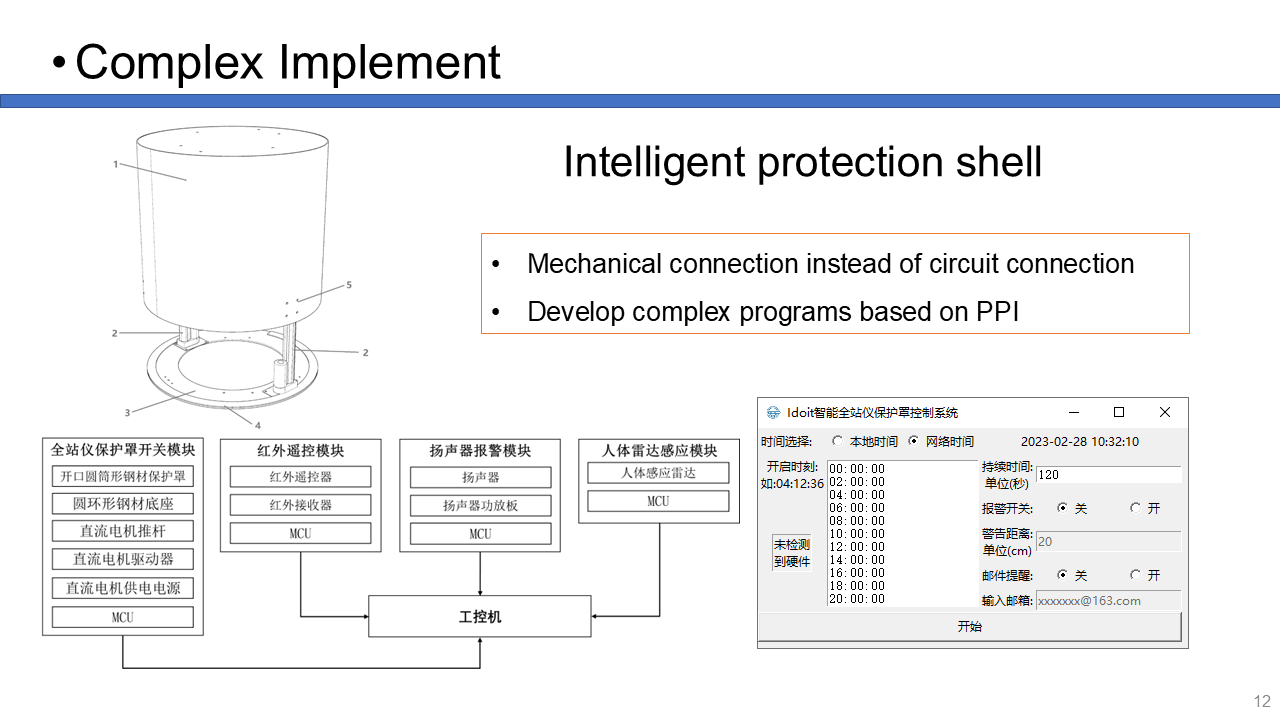 • Complex Implement
Intelligent protection shell
• Mechanical connection instead of circuit connection
• Develop complex programs based on PPI
1
5
2
2
3
4
全站仪保护罩开关模块
开口圆筒形钢材保护罩
圆环形钢材底座
直流电机推杆
直流电机驱动器
直流电机供电电源
MCU
红外遥控模块
红外遥控器
红外接收器
MCU
扬声器报警模块
扬声器
扬声器功放板
MCU
人体雷达感应模块
人体感应雷达
MCU
工控机
Idoit智能全站仪保护罩控制系统
时间选择: 本地时间 网络时间 2023-02-28 10:32:10
开启时刻:
如:04:12:36
00:00:00
02:00:00
04:00:00
06:00:00
08:00:00
10:00:00
12:00:00
14:00:00
16:00:00
18:00:00
20:00:00
未检测
到硬件
持续时间:
单位(秒)
120
报警开关: 关 开
警告距离:
单位(cm)
20
邮件提醒: 关 开
输入邮箱: xxxxxxx@163.com
开始
12